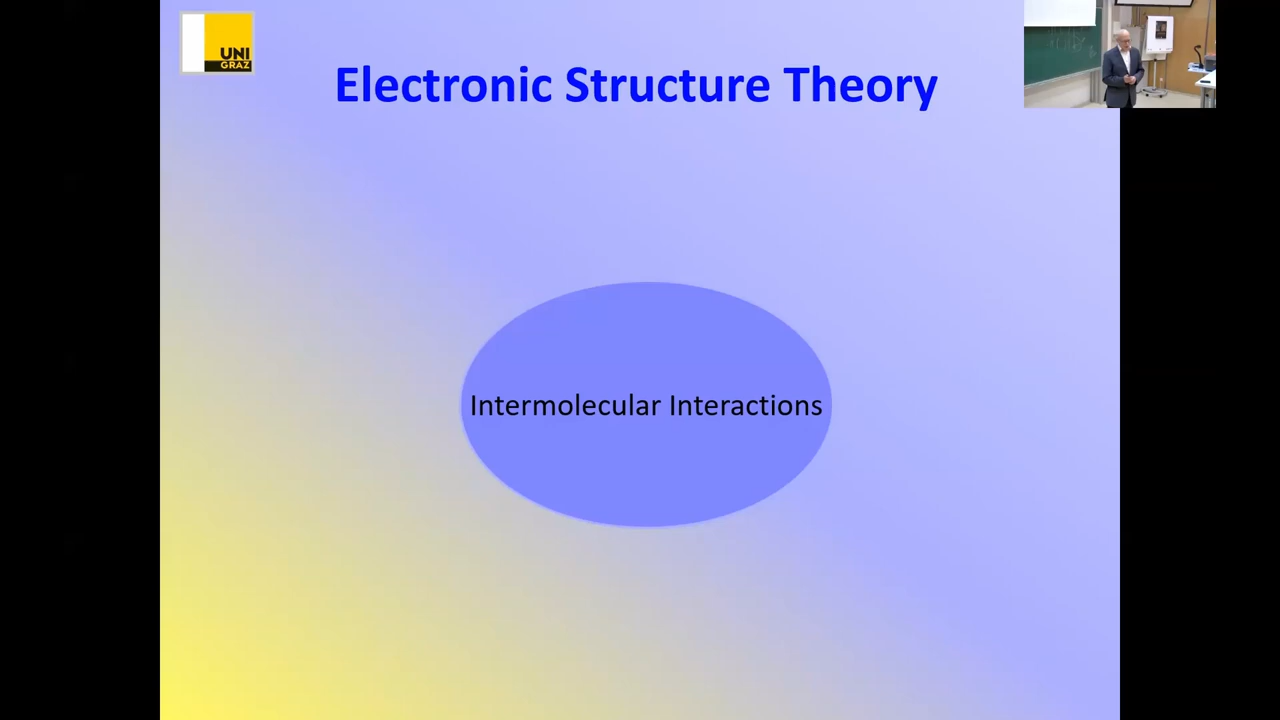 UNI
GRAZ
Electronic Structure Theory
Intermolecular Interactions